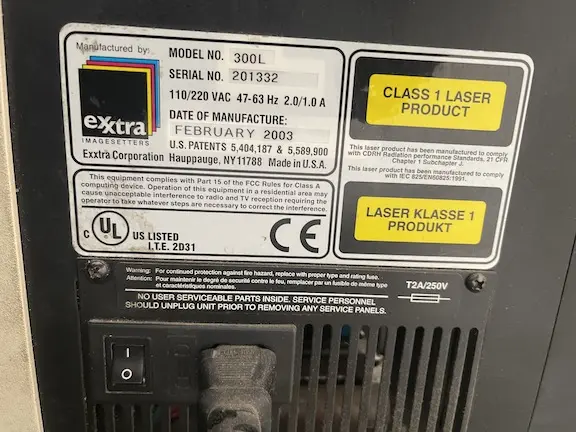 Manufactured by:
exxtra
IMAGESETTERS
MODEL NO. 300L
SERIAL NO. 201332
110/220 VAC 47-63 Hz 2.0/1.0 A
DATE OF MANUFACTURE:
FEBRUARY 2003
U.S. PATENTS 5,404,187 & 5,589,900
Exxtra Corporation Hauppauge, NY11788 Made in U.S.A.
This equipment complies with Part 15 of the FCC Rules for Class A
computing device. Operation of this equipment in a residential area may
cause unacceptable interference to radio and TV reception requiring the
operator to take whatever steps are necessary to correct the interference.
C UL US LISTED
I.T.E. 2D31
CE
CLASS 1 LASER
PRODUCT
This laser product has been manufactured to comply
with CDRH Radiation performance Standards, 21 CFR
Chapter 1 Subchapter J.
This laser product has been manufactured to comply
with IEC 825/EN60825:1991.
LASER KLASSE 1
PRODUKT
Warning: For continued protection against fire hazard, replace with proper type and rating fuse.
Attention: Pour maintenir le degré de securité contre le feu, remplacer par un fusible de même type
et caractéristiques nominales.
T2A/250V
NO USER SERVICEABLE PARTS INSIDE. SERVICE PERSONNEL
SHOULD UNPLUG UNIT PRIOR TO REMOVING ANY SERVICE PANELS.